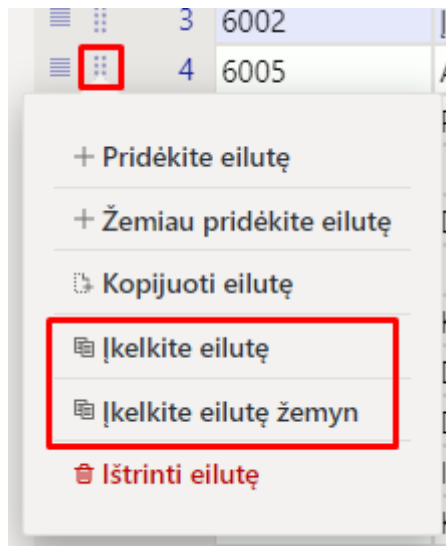 3 6002
4 6005
Pridėkite eilutę
Žemiau pridėkite eilutę
Kopijuoti eilutę
Įkelkite eilutę
Įkelkite eilutę žemyn
Ištrinti eilutę